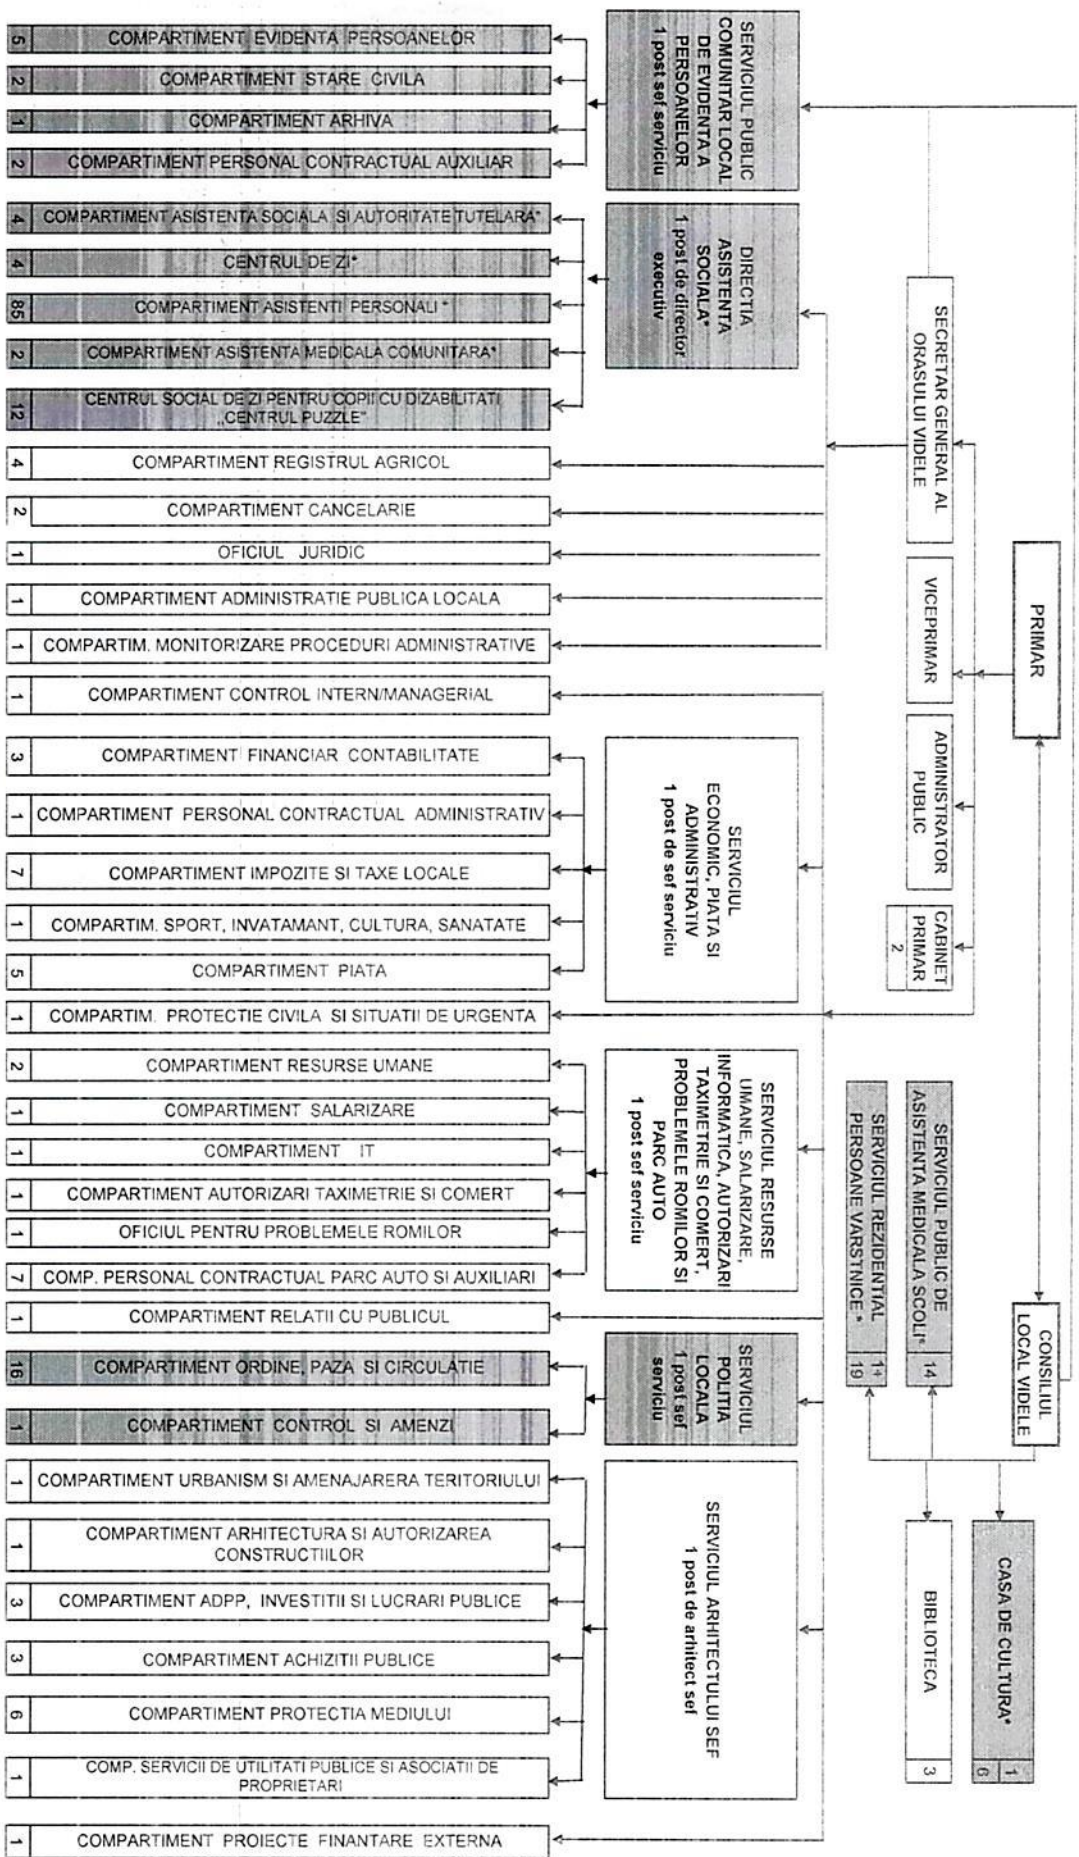 PRIMAR
CONSILIUL
LOCAL VIDELE
SECRETAR GENERAL AL
ORASULUI VIDELE
VICEPRIMAR
ADMINISTRATOR
PUBLIC
CABINET
PRIMAR
2
SERVICIUL PUBLIC DE
ASISTENTA MEDICALA SCOLI*
14
SERVICIUL REZIDENTIAL
PERSOANE VARSTNICE *
19
CASA DE CULTURA*
1
6
BIBLIOTECA
3
SERVICIUL PUBLIC
COMUNITAR LOCAL
DE EVIDENTA A
PERSOANELOR
1 post sef serviciu
DIRECTIA
ASISTENTA
SOCIALA*
1 post de director
executiv
SERVICIUL
ECONOMIC, PIATA SI
ADMINISTRATIV
1 post de sef serviciu
SERVICIUL RESURSE
UMANE, SALARIZARE,
INFORMATICA, AUTORIZARI
TAXIMETRIE SI COMERT,
PROBLEMELE ROMILOR SI
PARC AUTO
1 post sef serviciu
SERVICIUL
POLITIA
LOCALA
1 post sef
serviciu
SERVICIUL ARHITECTULUI SEF
1 post de arhitect sef
5 COMPARTIMENT EVIDENTA PERSOANELOR
2 COMPARTIMENT STARE CIVILA
1 COMPARTIMENT ARHIVA
2 COMPARTIMENT PERSONAL CONTRACTUAL AUXILIAR
4 COMPARTIMENT ASISTENTA SOCIALA SI AUTORITATE TUTELARA*
4 CENTRUL DE ZI*
85 COMPARTIMENT ASISTENTI PERSONALI *
2 COMPARTIMENT ASISTENTA MEDICALA COMUNITARA*
12 CENTRUL SOCIAL DE ZI PENTRU COPII CU DIZABILITATI
„CENTRUL PUZZLE"
4 COMPARTIMENT REGISTRUL AGRICOL
2 COMPARTIMENT CANCELARIE
1 OFICIUL JURIDIC
1 COMPARTIMENT ADMINISTRATIE PUBLICA LOCALA
1 COMPARTIM. MONITORIZARE PROCEDURI ADMINISTRATIVE
1 COMPARTIMENT CONTROL INTERN/MANAGERIAL
3 COMPARTIMENT FINANCIAR CONTABILITATE
1 COMPARTIMENT PERSONAL CONTRACTUAL ADMINISTRATIV
7 COMPARTIMENT IMPOZITE SI TAXE LOCALE
1 COMPARTIM. SPORT, INVATAMANT, CULTURA, SANATATE
5 COMPARTIMENT PIATA
1 COMPARTIM. PROTECTIE CIVILA SI SITUATII DE URGENTA
2 COMPARTIMENT RESURSE UMANE
1 COMPARTIMENT SALARIZARE
1 COMPARTIMENT IT
1 COMPARTIMENT AUTORIZARI TAXIMETRIE SI COMERT
1 OFICIUL PENTRU PROBLEMELE ROMILOR
7 COMP. PERSONAL CONTRACTUAL PARC AUTO SI AUXILIARI
1 COMPARTIMENT RELATII CU PUBLICUL
16 COMPARTIMENT ORDINE, PAZA SI CIRCULATIE
1 COMPARTIMENT CONTROL SI AMENZI
1 COMPARTIMENT URBANISM SI AMENAJARERA TERITORIULUI
1 COMPARTIMENT ARHITECTURA SI AUTORIZAREA
CONSTRUCTIILOR
3 COMPARTIMENT ADPP, INVESTITII SI LUCRARI PUBLICE
3 COMPARTIMENT ACHIZITII PUBLICE
6 COMPARTIMENT PROTECTIA MEDIULUI
1 COMP. SERVICII DE UTILITATI PUBLICE SI ASOCIATII DE
PROPRIETARI
1 COMPARTIMENT PROIECTE FINANTARE EXTERNA